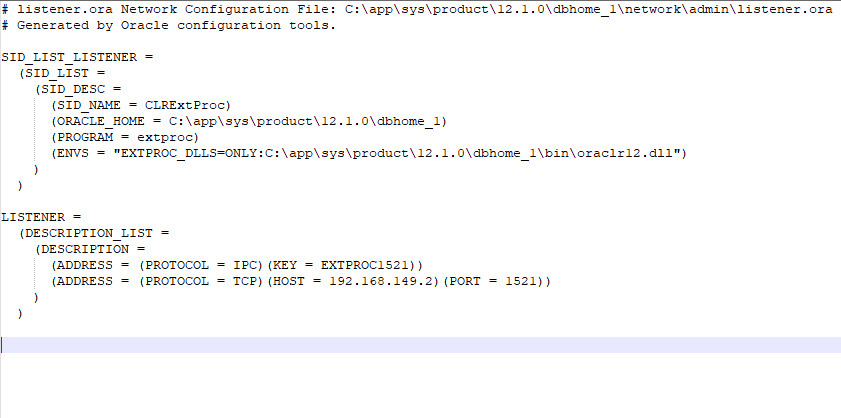 # listener.ora Network Configuration File: C:\app\sys\product\12.1.0\dbhome_1\network\admin\listener.ora
# Generated by Oracle configuration tools.

SID_LIST_LISTENER =
  (SID_LIST =
    (SID_DESC =
      (SID_NAME = CLRExtProc)
      (ORACLE_HOME = C:\app\sys\product\12.1.0\dbhome_1)
      (PROGRAM = extproc)
      (ENVS = "EXTPROC_DLLS=ONLY:C:\app\sys\product\12.1.0\dbhome_1\bin\oraclr12.dll")
    )
  )

LISTENER =
  (DESCRIPTION_LIST =
    (DESCRIPTION =
      (ADDRESS = (PROTOCOL = IPC)(KEY = EXTPROC1521))
      (ADDRESS = (PROTOCOL = TCP)(HOST = 192.168.149.2)(PORT = 1521))
    )
  )